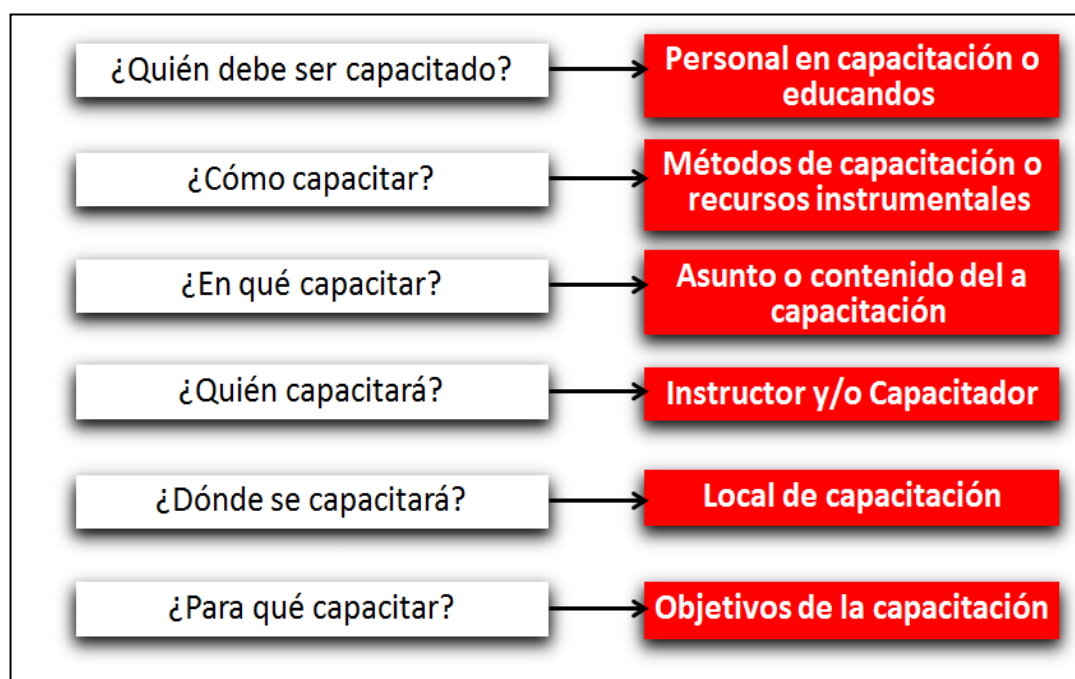 ¿Quién debe ser capacitado?
Personal en capacitación o
educandos
¿Cómo capacitar?
Métodos de capacitación o
recursos instrumentales
¿En qué capacitar?
Asunto o contenido del a
capacitación
¿Quién capacitará?
Instructor y/o Capacitador
¿Dónde se capacitará?
Local de capacitación
¿Para qué capacitar?
Objetivos de la capacitación